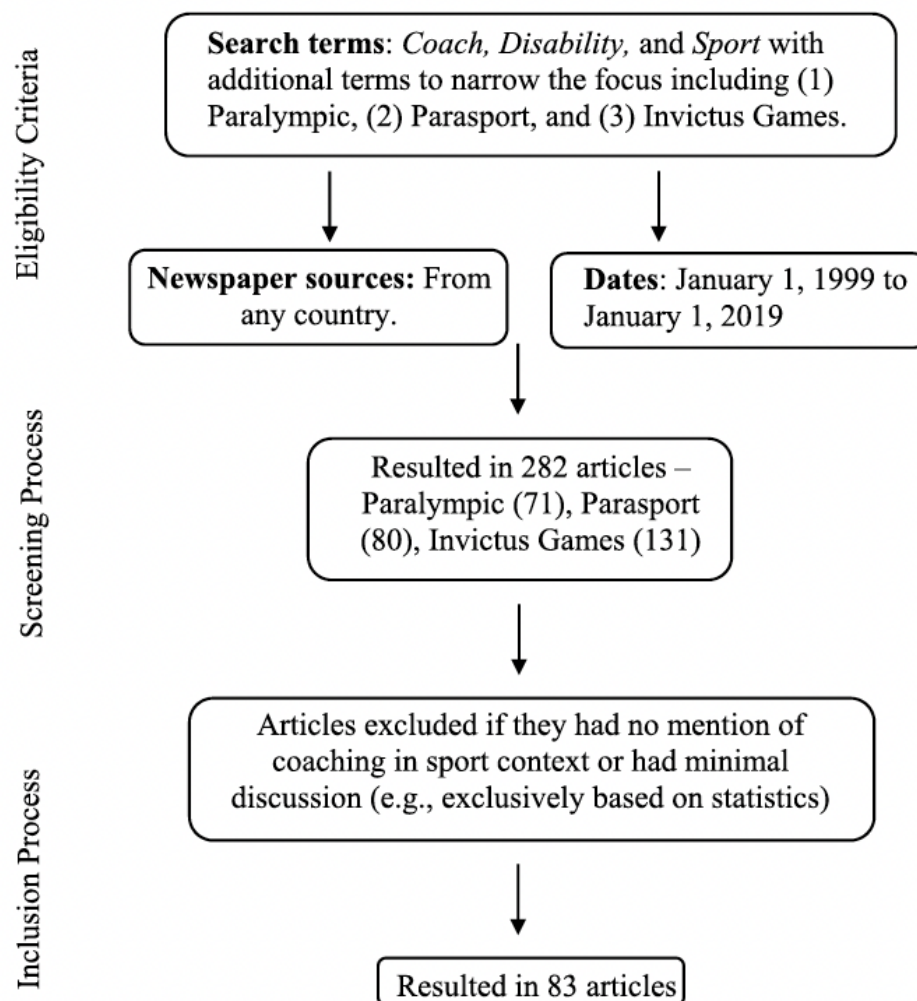 Eligibility Criteria
Search terms: Coach, Disability, and Sport with
additional terms to narrow the focus including (1)
Paralympic, (2) Parasport, and (3) Invictus Games.
Newspaper sources: From
any country.
Dates: January 1, 1999 to
January 1, 2019
Screening Process
Resulted in 282 articles –
Paralympic (71), Parasport
(80), Invictus Games (131)
Inclusion Process
Articles excluded if they had no mention of
coaching in sport context or had minimal
discussion (e.g., exclusively based on statistics)
Resulted in 83 articles